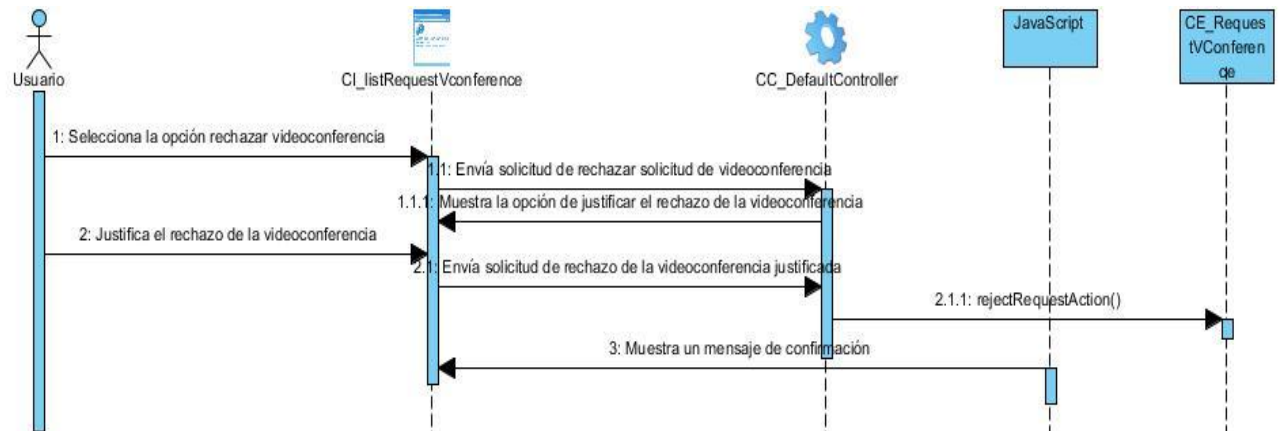 Usuario
CI_listRequestVconference
CC_DefaultController
JavaScript
CE_Reques
tVConferen
ce
1: Selecciona la opción rechazar videoconferencia
1.1: Envía solicitud de rechazar solicitud de videoconferencia
1.1.1: Muestra la opción de justificar el rechazo de la videoconferencia
2: Justifica el rechazo de la videoconferencia
2.1: Envía solicitud de rechazo de la videoconferencia justificada
2.1.1: rejectRequestAction()
3: Muestra un mensaje de confirmación